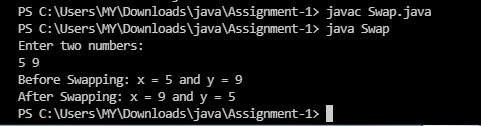 PS C:\Users\MY\Downloads\java\Assignment-1> javac Swap.java
PS C:\Users\MY\Downloads\java\Assignment-1> java Swap
Enter two numbers:
5 9
Before Swapping: x = 5 and y = 9
After Swapping: x = 9 and y = 5
PS C:\Users\MY\Downloads\java\Assignment-1>